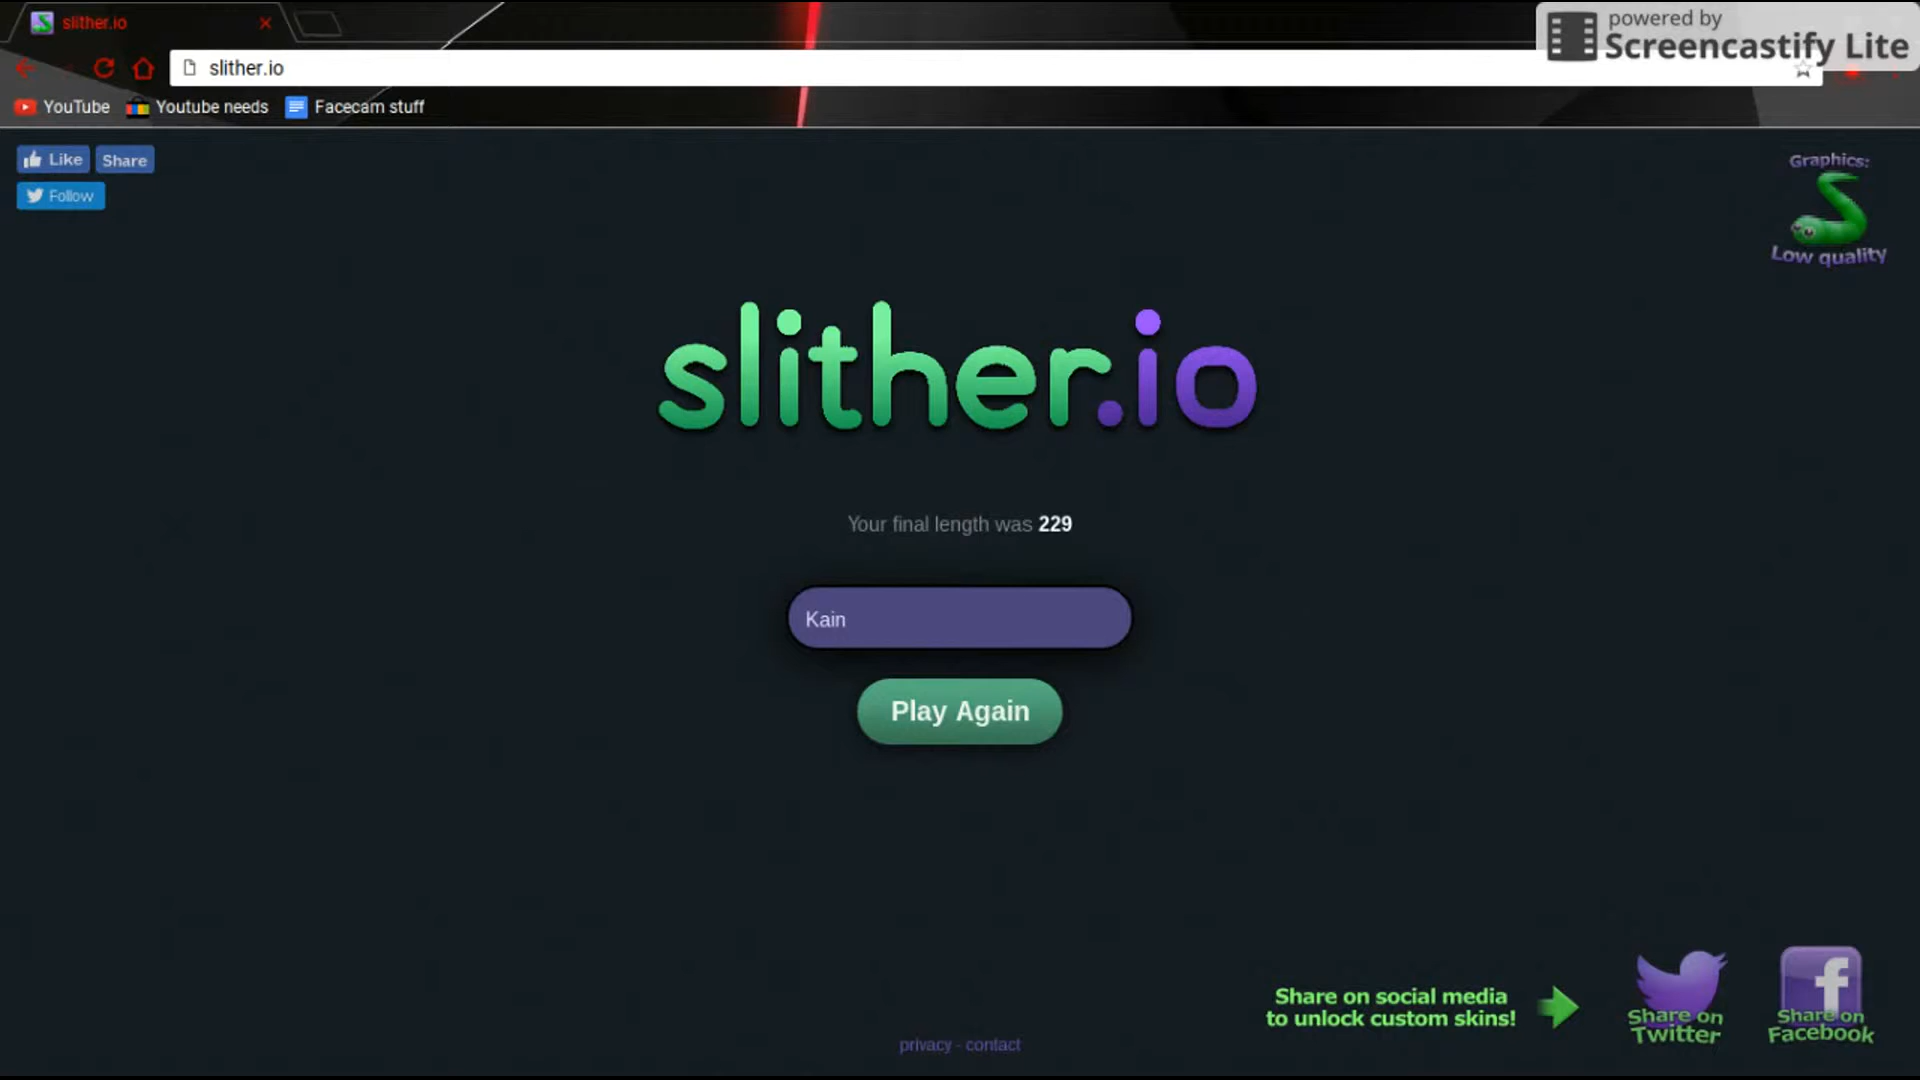 slither.io
powered by
Screencastify Lite
slither.io
YouTube
Youtube needs
Facecam stuff
Like
Share
Follow
Graphics:
Low quality
slither.io
Your final length was 229
Kain
Play Again
Share on social media
to unlock custom skins!
Share on
Twitter
Share on
Facebook
privacy - contact